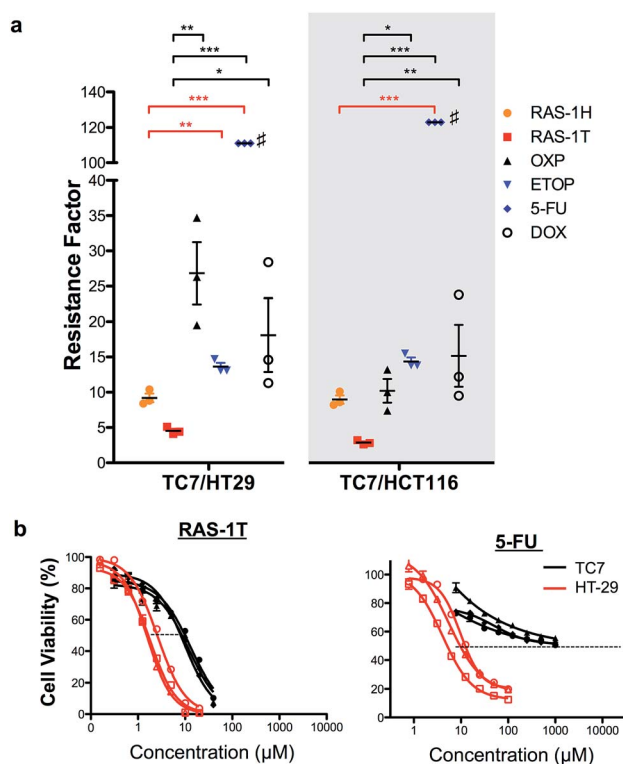 a
** *
*** ***
* **
*** ***
**
♯ ♯
140
120
100
40
35
30
25
20
15
10
5
0
Resistance Factor
TC7/HT29 TC7/HCT116
RAS-1H
RAS-1T
OXP
ETOP
5-FU
DOX
b
RAS-1T
5-FU
TC7
HT-29
100
80
60
40
20
0
Cell Viability (%)
0 0 1 10 100 1000 10000
Concentration (µM)
100
80
60
40
20
0
1 10 100 1000 10000
Concentration (µM)